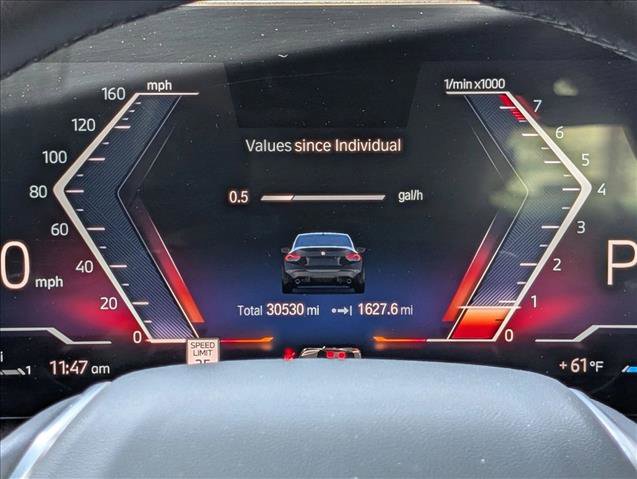 mph
1/min x1000
160
120
100
80
60
40
20
0
7
6
5
4
3
2
1
0
Values since Individual
0.5 gal/h
0 mph
P
Total 30530 mi 1627.6 mi
11:47 am
SPEED
LIMIT
+61 °F
1